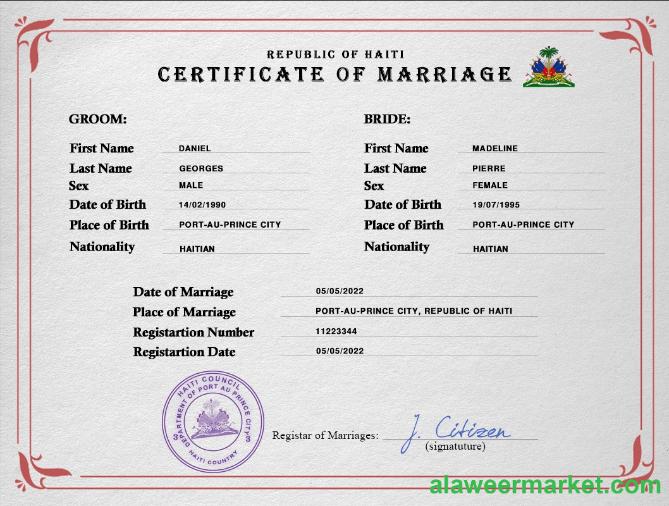 REPUBLIC OF HAITI
CERTIFICATE OF MARRIAGE
GROOM:
First Name DANIEL
Last Name GEORGES
Sex MALE
Date of Birth 14/02/1990
Place of Birth PORT-AU-PRINCE CITY
Nationality HAITIAN
BRIDE:
First Name MADELINE
Last Name PIERRE
Sex FEMALE
Date of Birth 19/07/1995
Place of Birth PORT-AU-PRINCE CITY
Nationality HAITIAN
Date of Marriage 05/05/2022
Place of Marriage PORT-AU-PRINCE CITY, REPUBLIC OF HAITI
Registartion Number 11223344
Registartion Date 05/05/2022
HAITI COUNCIL
DEPARTMENT OF PORT AU PRINCE CITY
HAITI COUNTRY
Registar of Marriages: J. Citizen
(signatuture)
alaweermarket.com